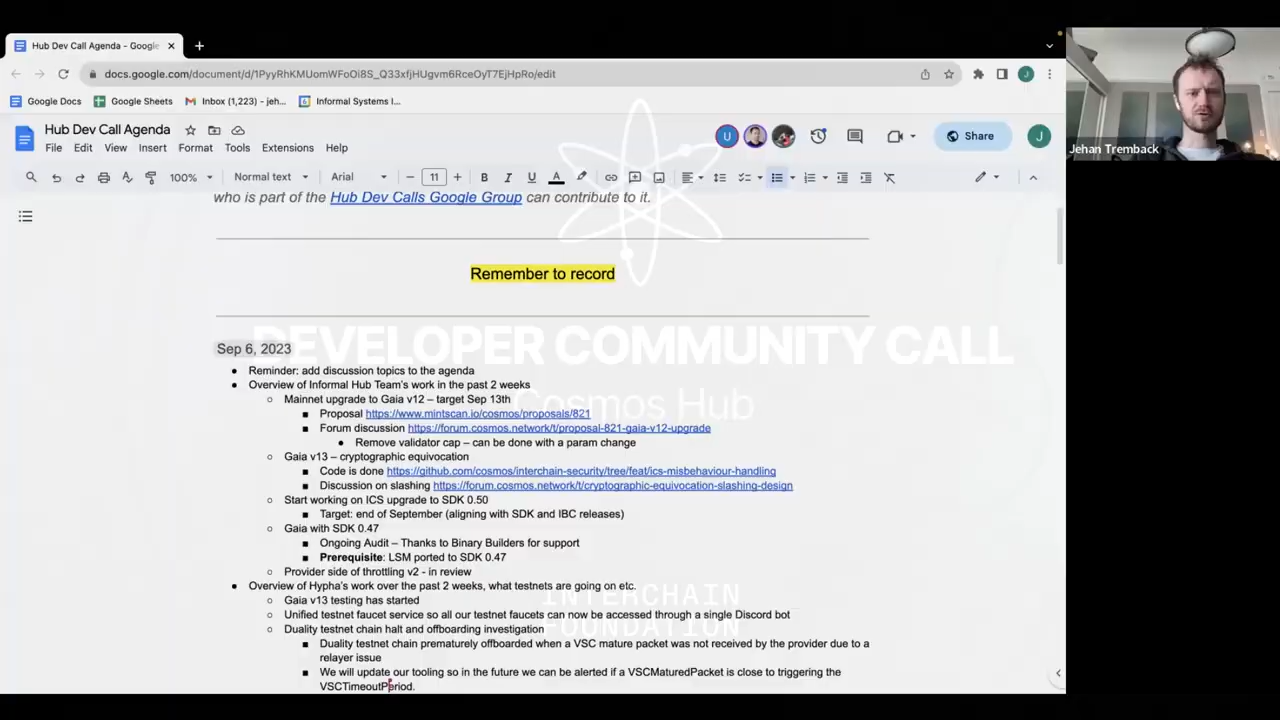 Hub Dev Call Agenda - Google
docs.google.com/document/d/1PyyRhKMUomWFoOi8S_Q33xfjHUgvm6RceOyT7EjHpRo/edit
Google Docs Google Sheets Inbox (1,223) - jeh... Informal Systems I...
Hub Dev Call Agenda
File Edit View Insert Format Tools Extensions Help
U Share J
100% Normal text Arial 11 B I U A
who is part of the Hub Dev Calls Google Group can contribute to it.
Remember to record
DEVELOPER COMMUNITY CALL
Cosmos Hub
Sep 6, 2023
Reminder: add discussion topics to the agenda
Overview of Informal Hub Team's work in the past 2 weeks
Mainnet upgrade to Gaia v12 – target Sep 13th
Proposal https://www.mintscan.io/cosmos/proposals/821
Forum discussion https://forum.cosmos.network/t/proposal-821-gaia-v12-upgrade
Remove validator cap – can be done with a param change
Gaia v13 – cryptographic equivocation
Code is done https://github.com/cosmos/interchain-security/tree/feat/ics-misbehaviour-handling
Discussion on slashing https://forum.cosmos.network/t/cryptographic-equivocation-slashing-design
Start working on ICS upgrade to SDK 0.50
Target: end of September (aligning with SDK and IBC releases)
Gaia with SDK 0.47
Ongoing Audit – Thanks to Binary Builders for support
Prerequisite: LSM ported to SDK 0.47
Provider side of throttling v2 - in review
Overview of Hypha's work over the past 2 weeks, what testnets are going on etc.
Gaia v13 testing has started
Unified testnet faucet service so all our testnet faucets can now be accessed through a single Discord bot
Duality testnet chain halt and offboarding investigation
Duality testnet chain prematurely offboarded when a VSC mature packet was not received by the provider due to a
relayer issue
We will update our tooling so in the future we can be alerted if a VSCMaturedPacket is close to triggering the
VSCTimeoutPeriod.
INTERCHAIN
FOUNDATION
Jehan Tremback